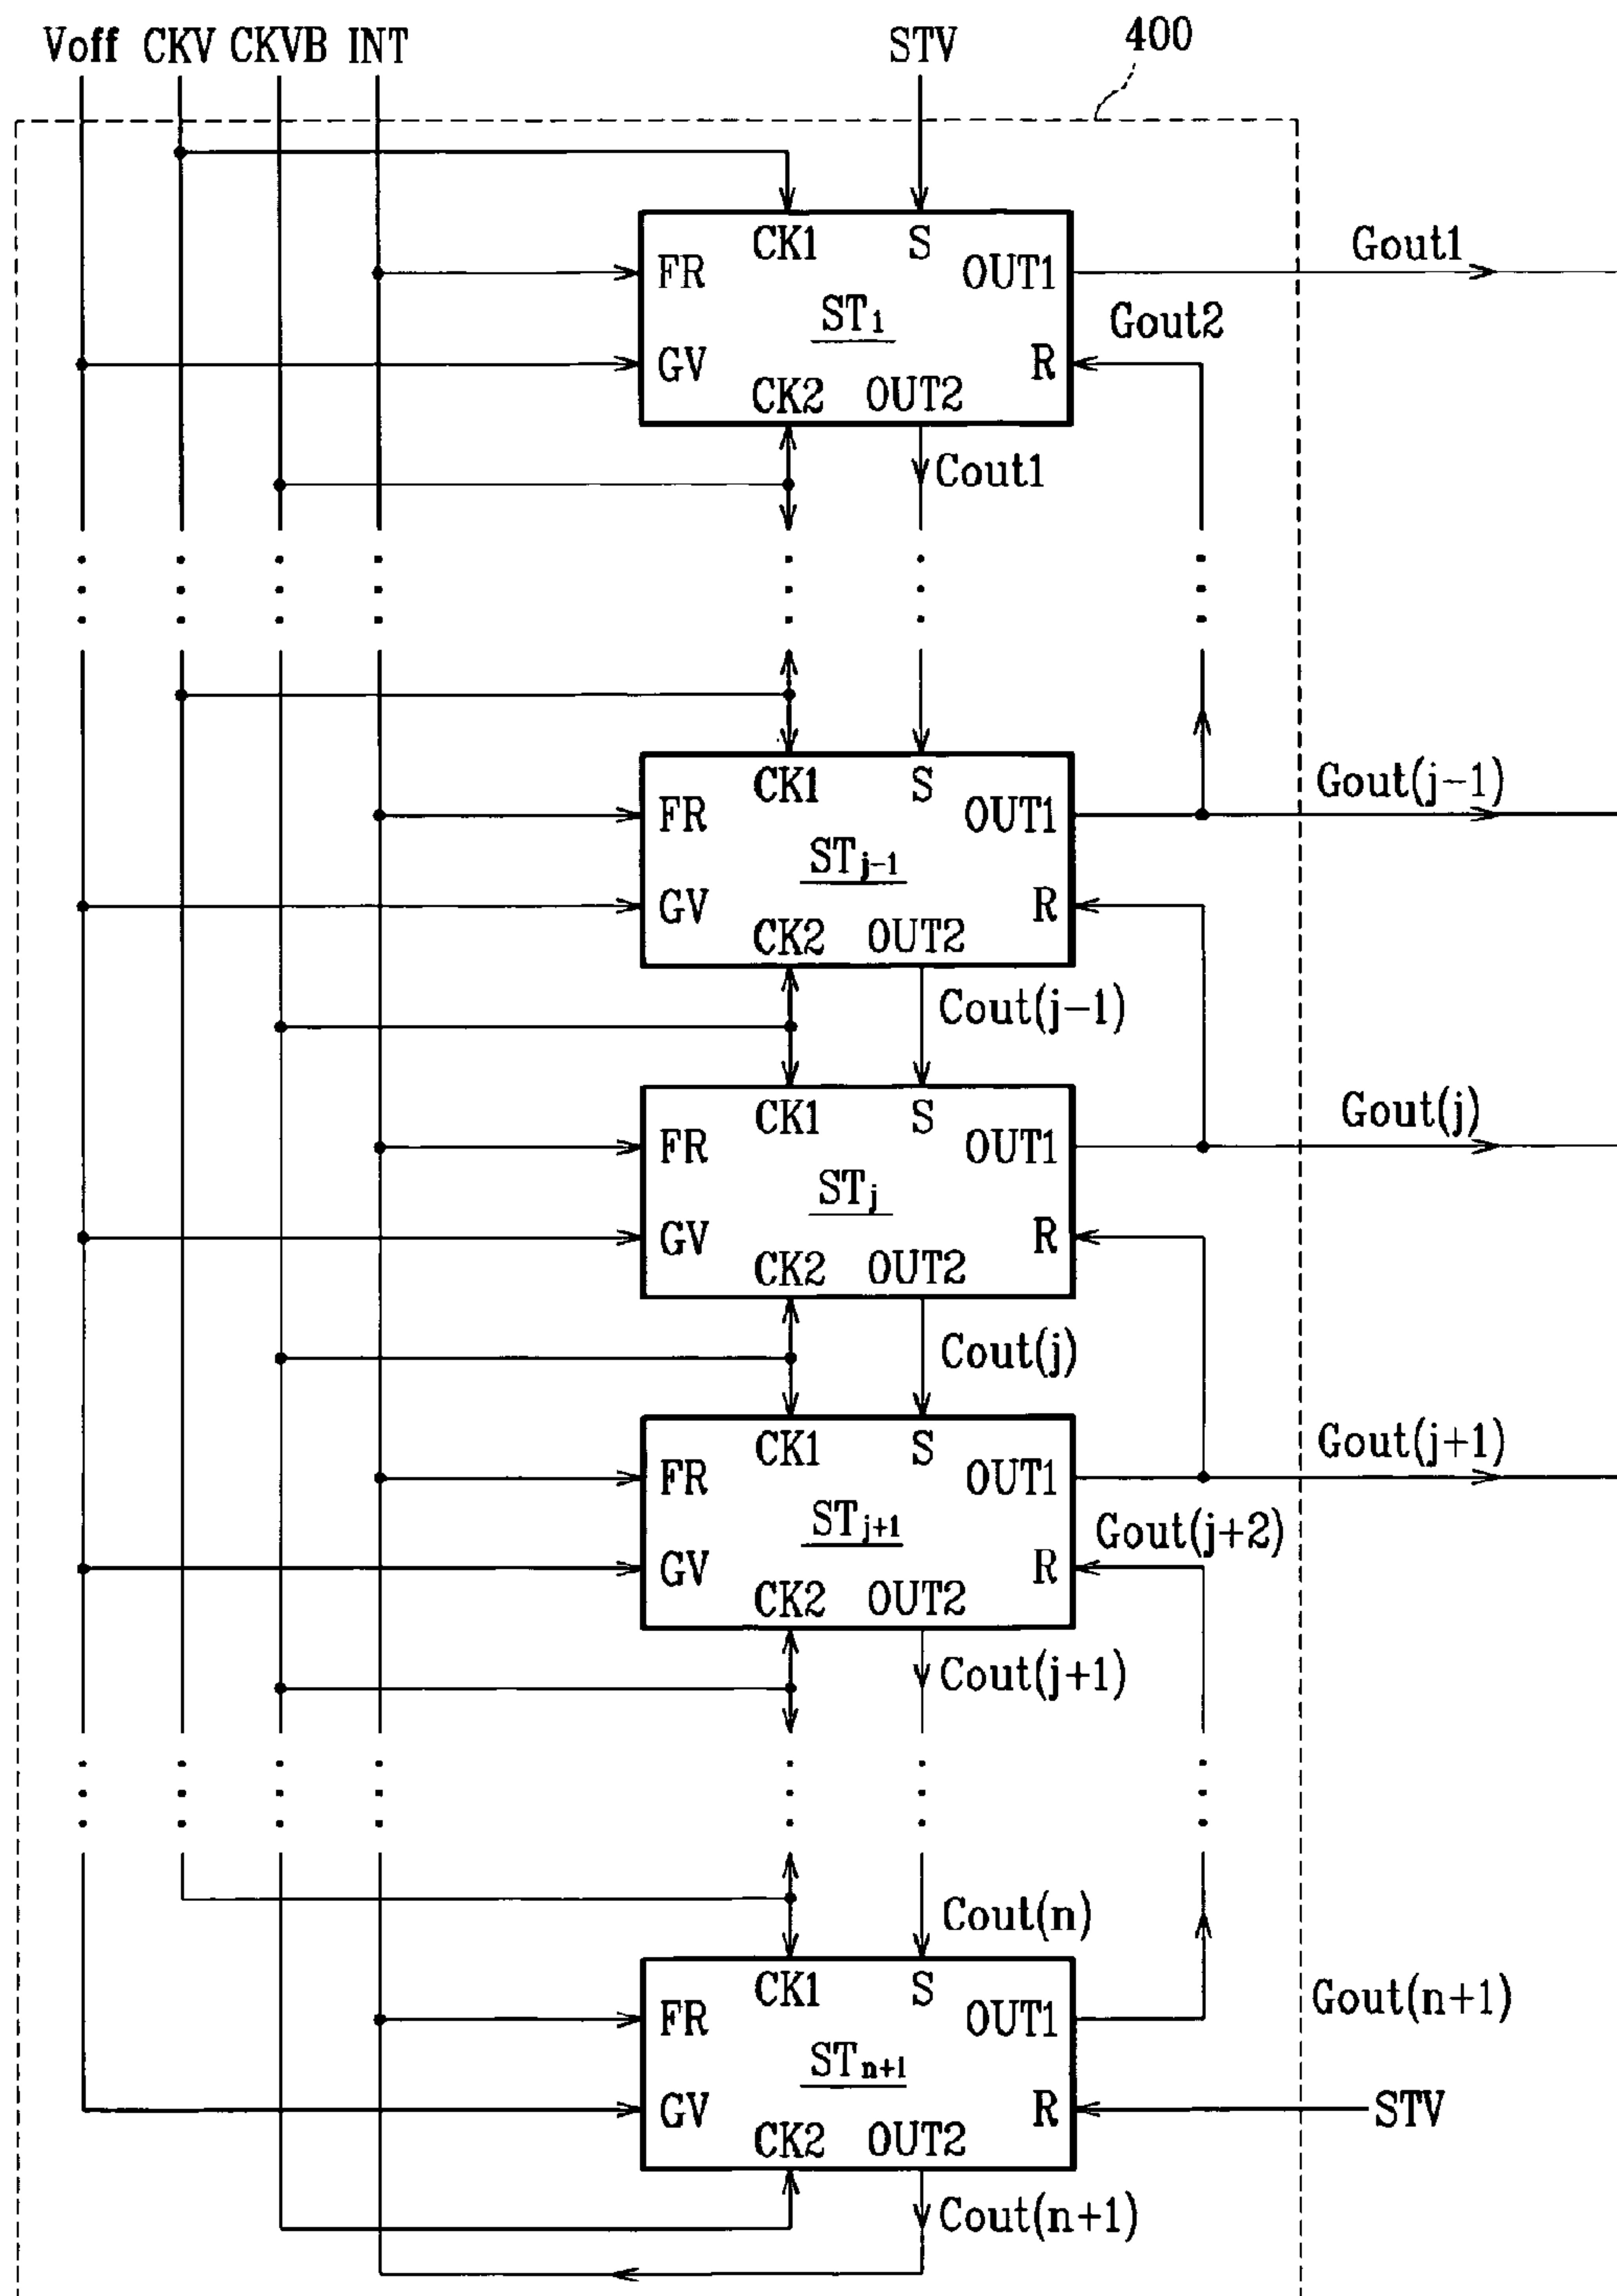 Voff CKV CKVB INT STV 400
CK1 S
FR OUT1 Gout1
ST1 Gout2
GV R
CK2 OUT2
Cout1
CK1 S Gout(j-1)
FR OUT1
STj-1
GV R
CK2 OUT2
Cout(j-1)
CK1 S Gout(j)
FR OUT1
STj
GV R
CK2 OUT2
Cout(j)
CK1 S Gout(j+1)
FR OUT1
STj+1 Gout(j+2)
GV R
CK2 OUT2
Cout(j+1)
Cout(n)
CK1 S Gout(n+1)
FR OUT1
STn+1
GV R STV
CK2 OUT2
Cout(n+1)